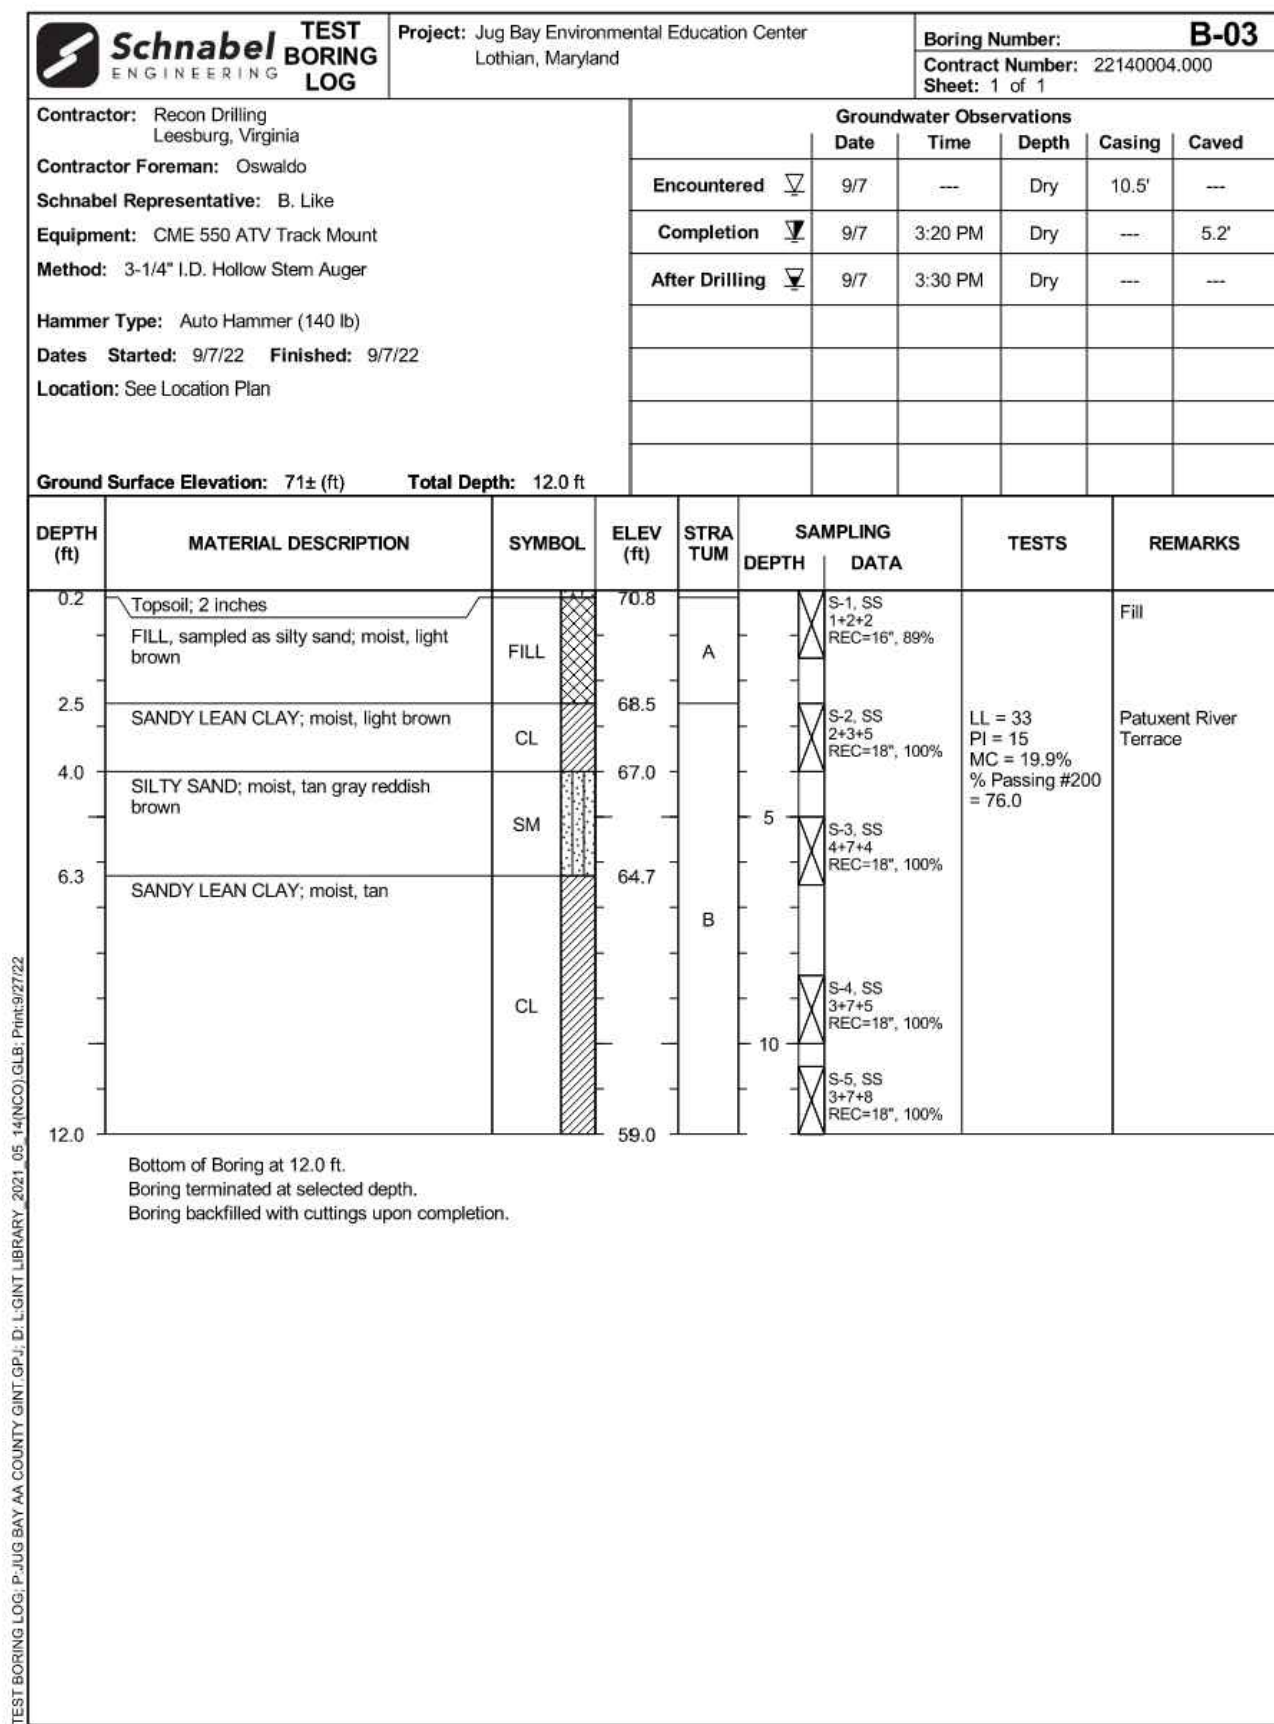 Schnabel
ENGINEERING
TEST
BORING
LOG
Project: Jug Bay Environmental Education Center
Lothian, Maryland
Boring Number: B-03
Contract Number: 22140004.000
Sheet: 1 of 1
Contractor: Recon Drilling
Leesburg, Virginia
Contractor Foreman: Oswaldo
Schnabel Representative: B. Like
Equipment: CME 550 ATV Track Mount
Method: 3-1/4" I.D. Hollow Stem Auger
Hammer Type: Auto Hammer (140 lb)
Dates Started: 9/7/22 Finished: 9/7/22
Location: See Location Plan
Ground Surface Elevation: 71± (ft) Total Depth: 12.0 ft
Groundwater Observations
Date Time Depth Casing Caved
Encountered 9/7 --- Dry 10.5' ---
Completion 9/7 3:20 PM Dry --- 5.2'
After Drilling 9/7 3:30 PM Dry --- ---
DEPTH
(ft)
MATERIAL DESCRIPTION
SYMBOL
ELEV
(ft)
STRA
TUM
SAMPLING
DEPTH DATA
TESTS
REMARKS
0.2
Topsoil; 2 inches
70.8
FILL, sampled as silty sand; moist, light
brown
FILL
A
S-1, SS
1+2+2
REC=16", 89%
Fill
2.5
SANDY LEAN CLAY; moist, light brown
CL
68.5
S-2, SS
2+3+5
REC=18", 100%
LL = 33
PI = 15
MC = 19.9%
% Passing #200
= 76.0
Patuxent River
Terrace
4.0
SILTY SAND; moist, tan gray reddish
brown
SM
67.0
5
S-3, SS
4+7+4
REC=18", 100%
6.3
SANDY LEAN CLAY; moist, tan
64.7
B
CL
S-4, SS
3+7+5
REC=18", 100%
10
S-5, SS
3+7+8
REC=18", 100%
12.0
59.0
Bottom of Boring at 12.0 ft.
Boring terminated at selected depth.
Boring backfilled with cuttings upon completion.
TEST BORING LOG; P:JUG BAY AA COUNTY GINT.GPJ; D: L:GINT LIBRARY_2021_05_14(NCO).GLB; Print:9/27/22